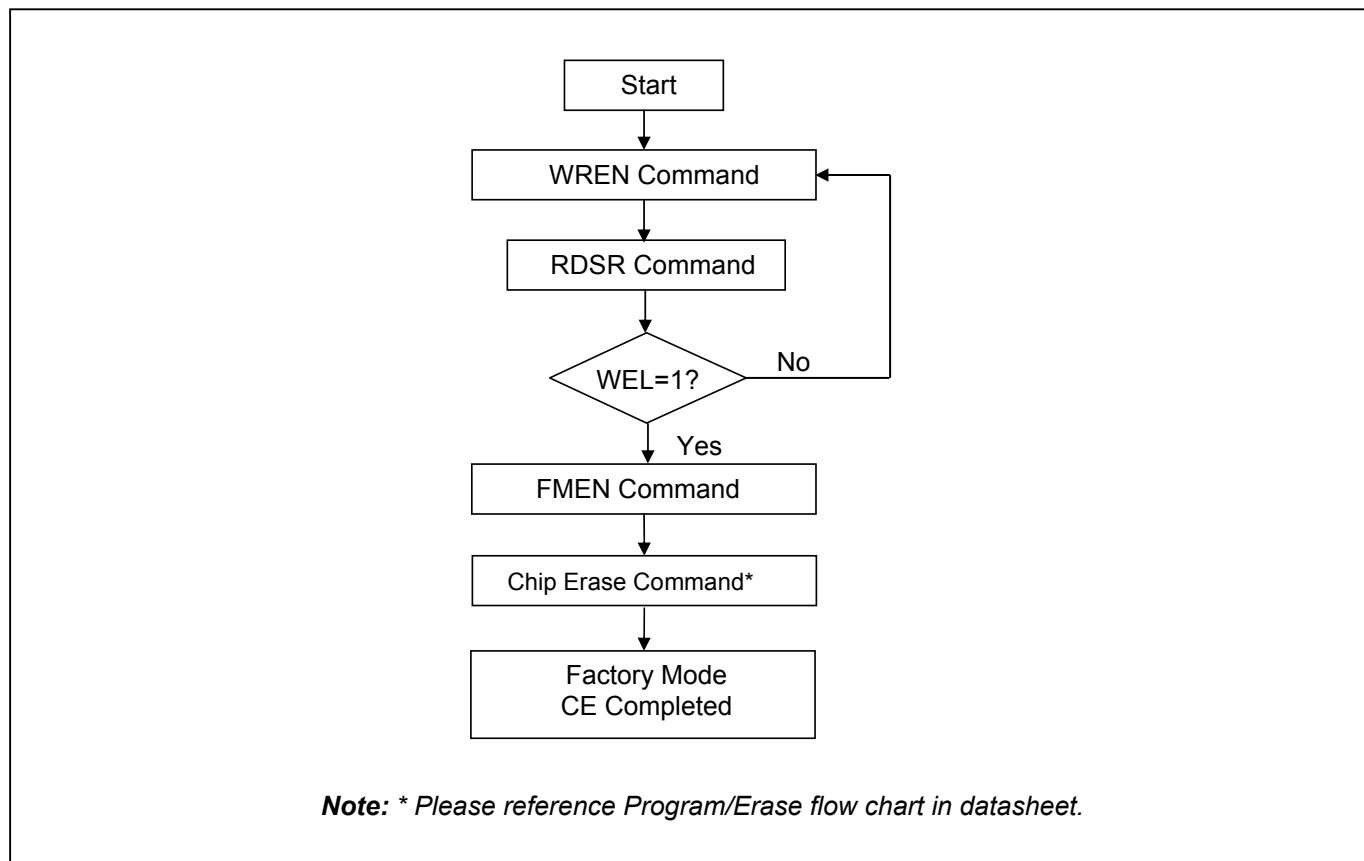 Start
WREN Command
RDSR Command
WEL=1?
No
Yes
FMEN Command
Chip Erase Command*
Factory Mode
CE Completed
Note: * Please reference Program/Erase flow chart in datasheet.